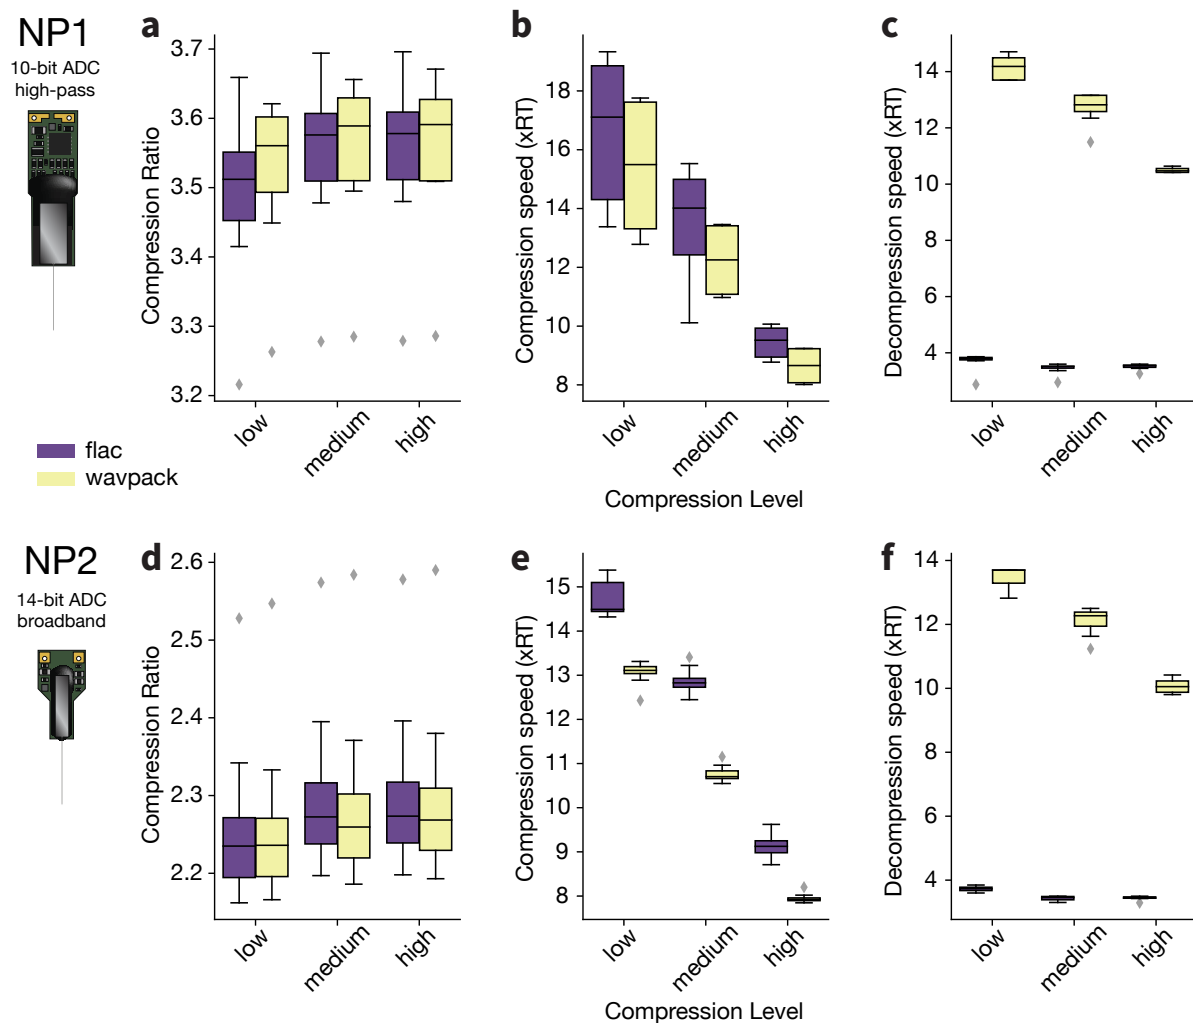 NP1
10-bit ADC
high-pass
a
Compression Ratio
3.7
3.6
3.5
3.4
3.3
3.2
low
medium
high
b
Compression speed (xRT)
18
16
14
12
10
8
low
medium
high
Compression Level
c
Decompression speed (xRT)
14
12
10
8
6
4
low
medium
high
flac
wavpack
NP2
14-bit ADC
broadband
d
Compression Ratio
2.6
2.5
2.4
2.3
2.2
low
medium
high
e
Compression speed (xRT)
15
14
13
12
11
10
9
8
low
medium
high
Compression Level
f
Decompression speed (xRT)
14
12
10
8
6
4
low
medium
high